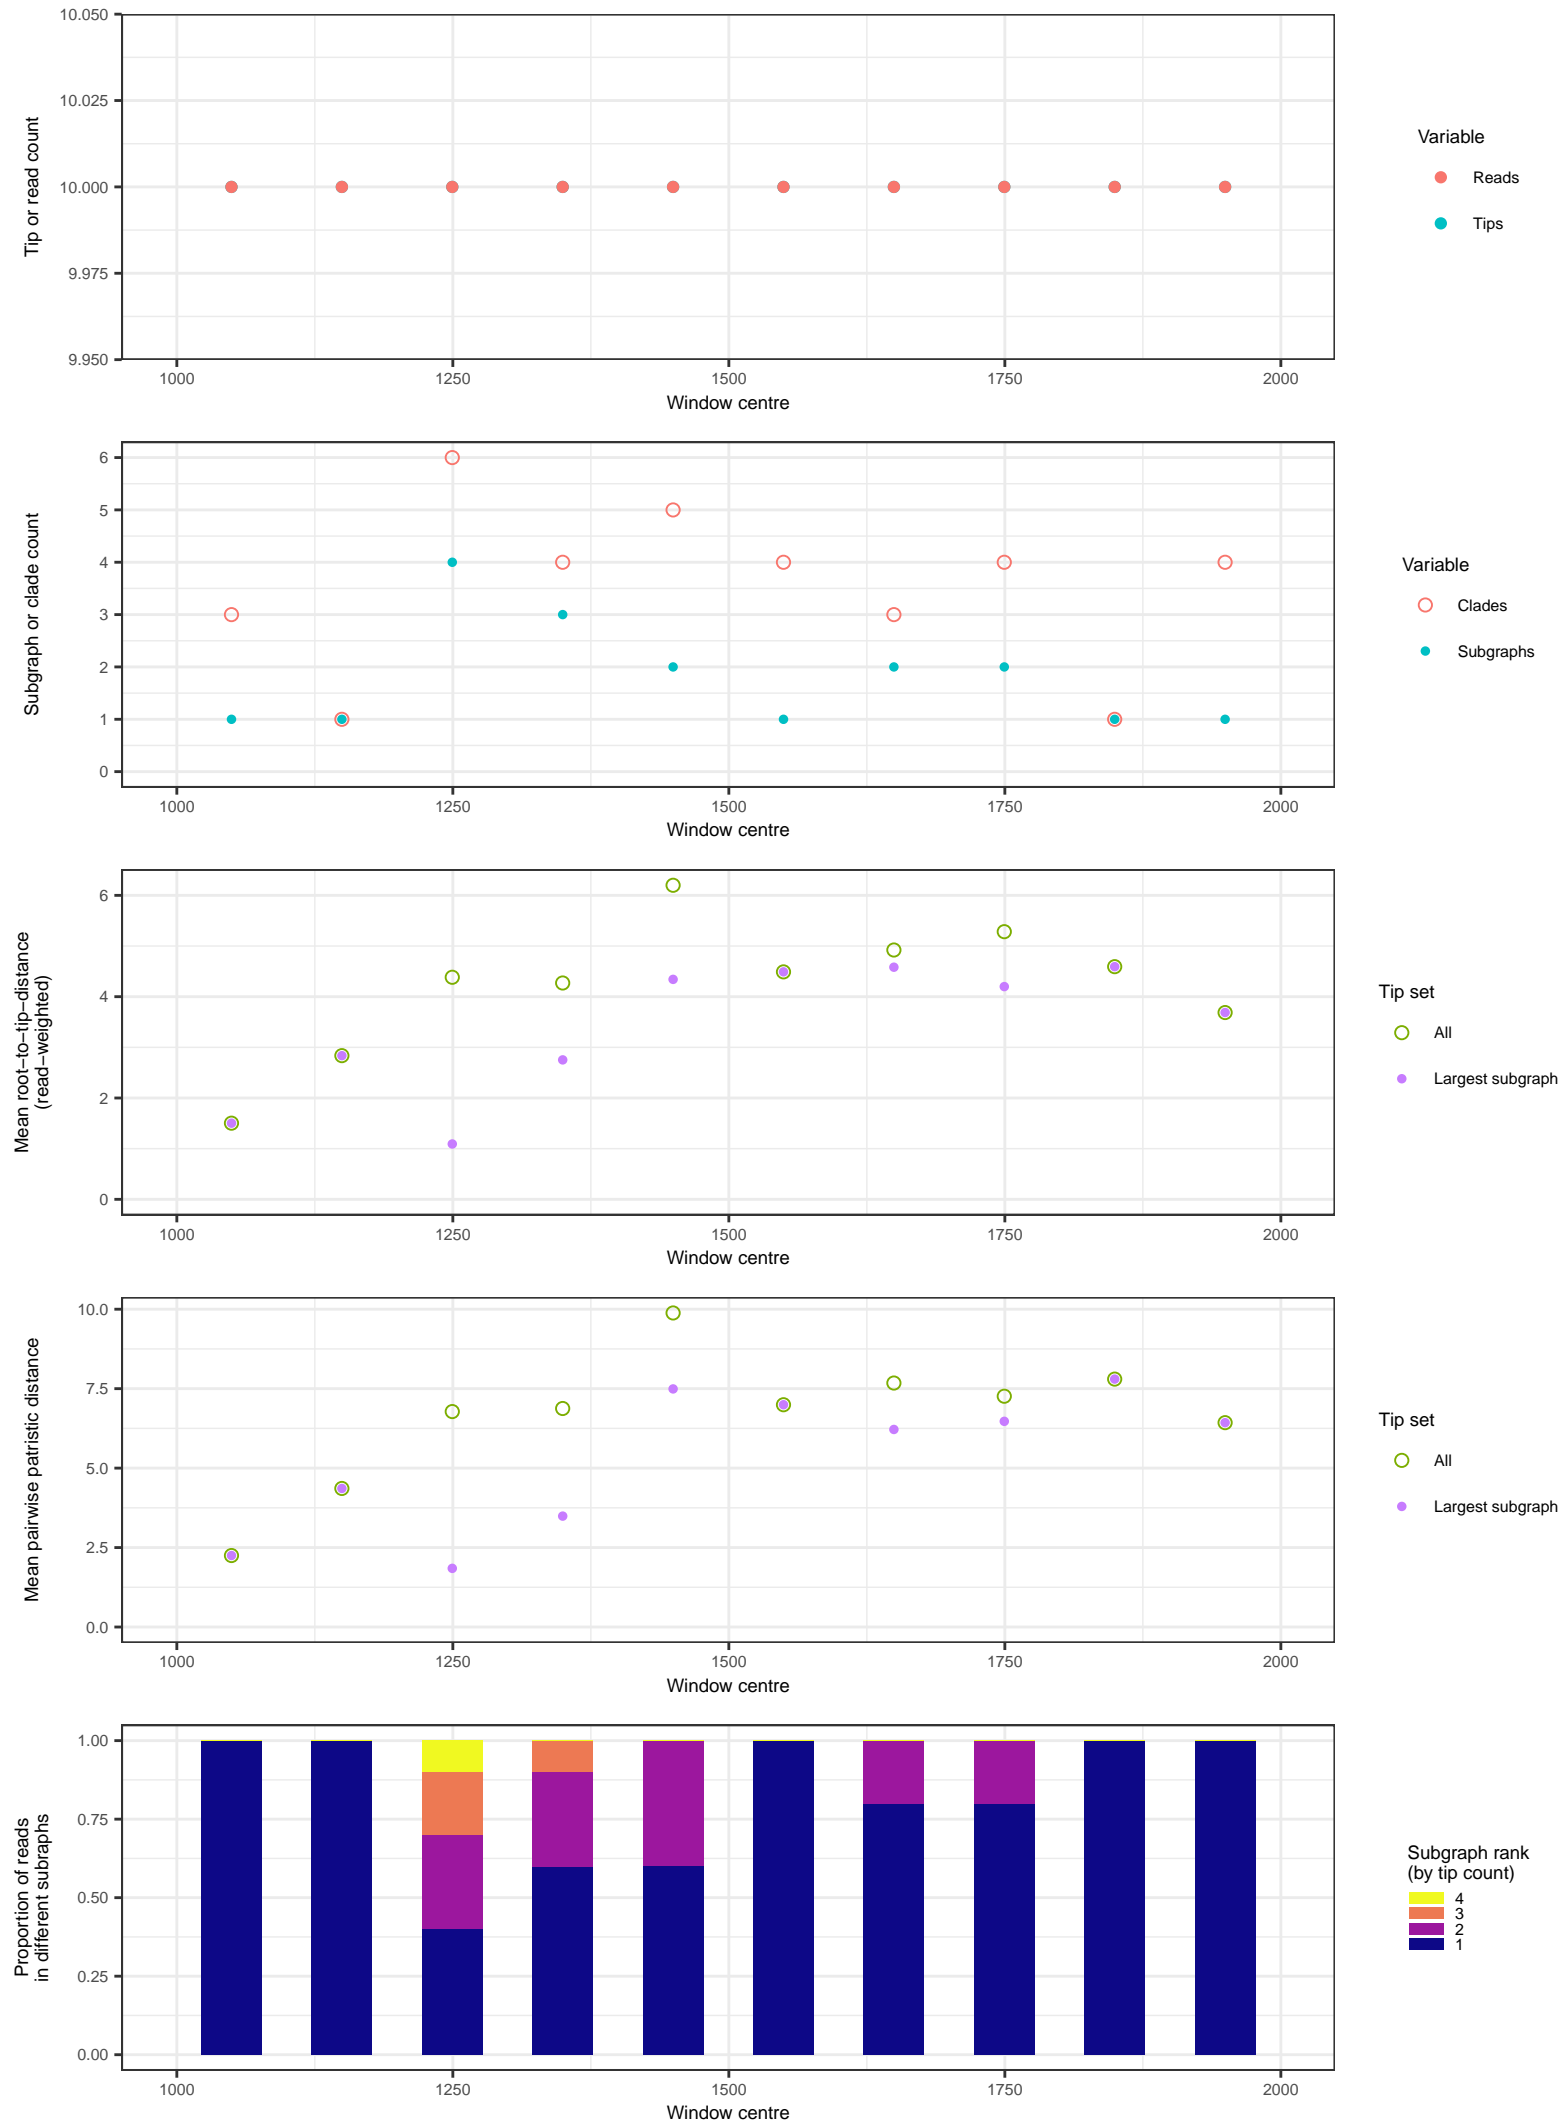 10.050
10.025
10.000
9.975
9.950
Tip or read count
1000 1250 1500 1750 2000
Window centre
Variable
Reads
Tips
6
5
4
3
2
1
0
Subgraph or clade count
1000 1250 1500 1750 2000
Window centre
Variable
Clades
Subgraphs
6
4
2
0
Mean root−to−tip−distance
(read−weighted)
1000 1250 1500 1750 2000
Window centre
Tip set
All
Largest subgraph
10.0
7.5
5.0
2.5
0.0
Mean pairwise patristic distance
1000 1250 1500 1750 2000
Window centre
Tip set
All
Largest subgraph
1.00
0.75
0.50
0.25
0.00
Proportion of reads
in different subraphs
1000 1250 1500 1750 2000
Window centre
Subgraph rank
(by tip count)
4
3
2
1